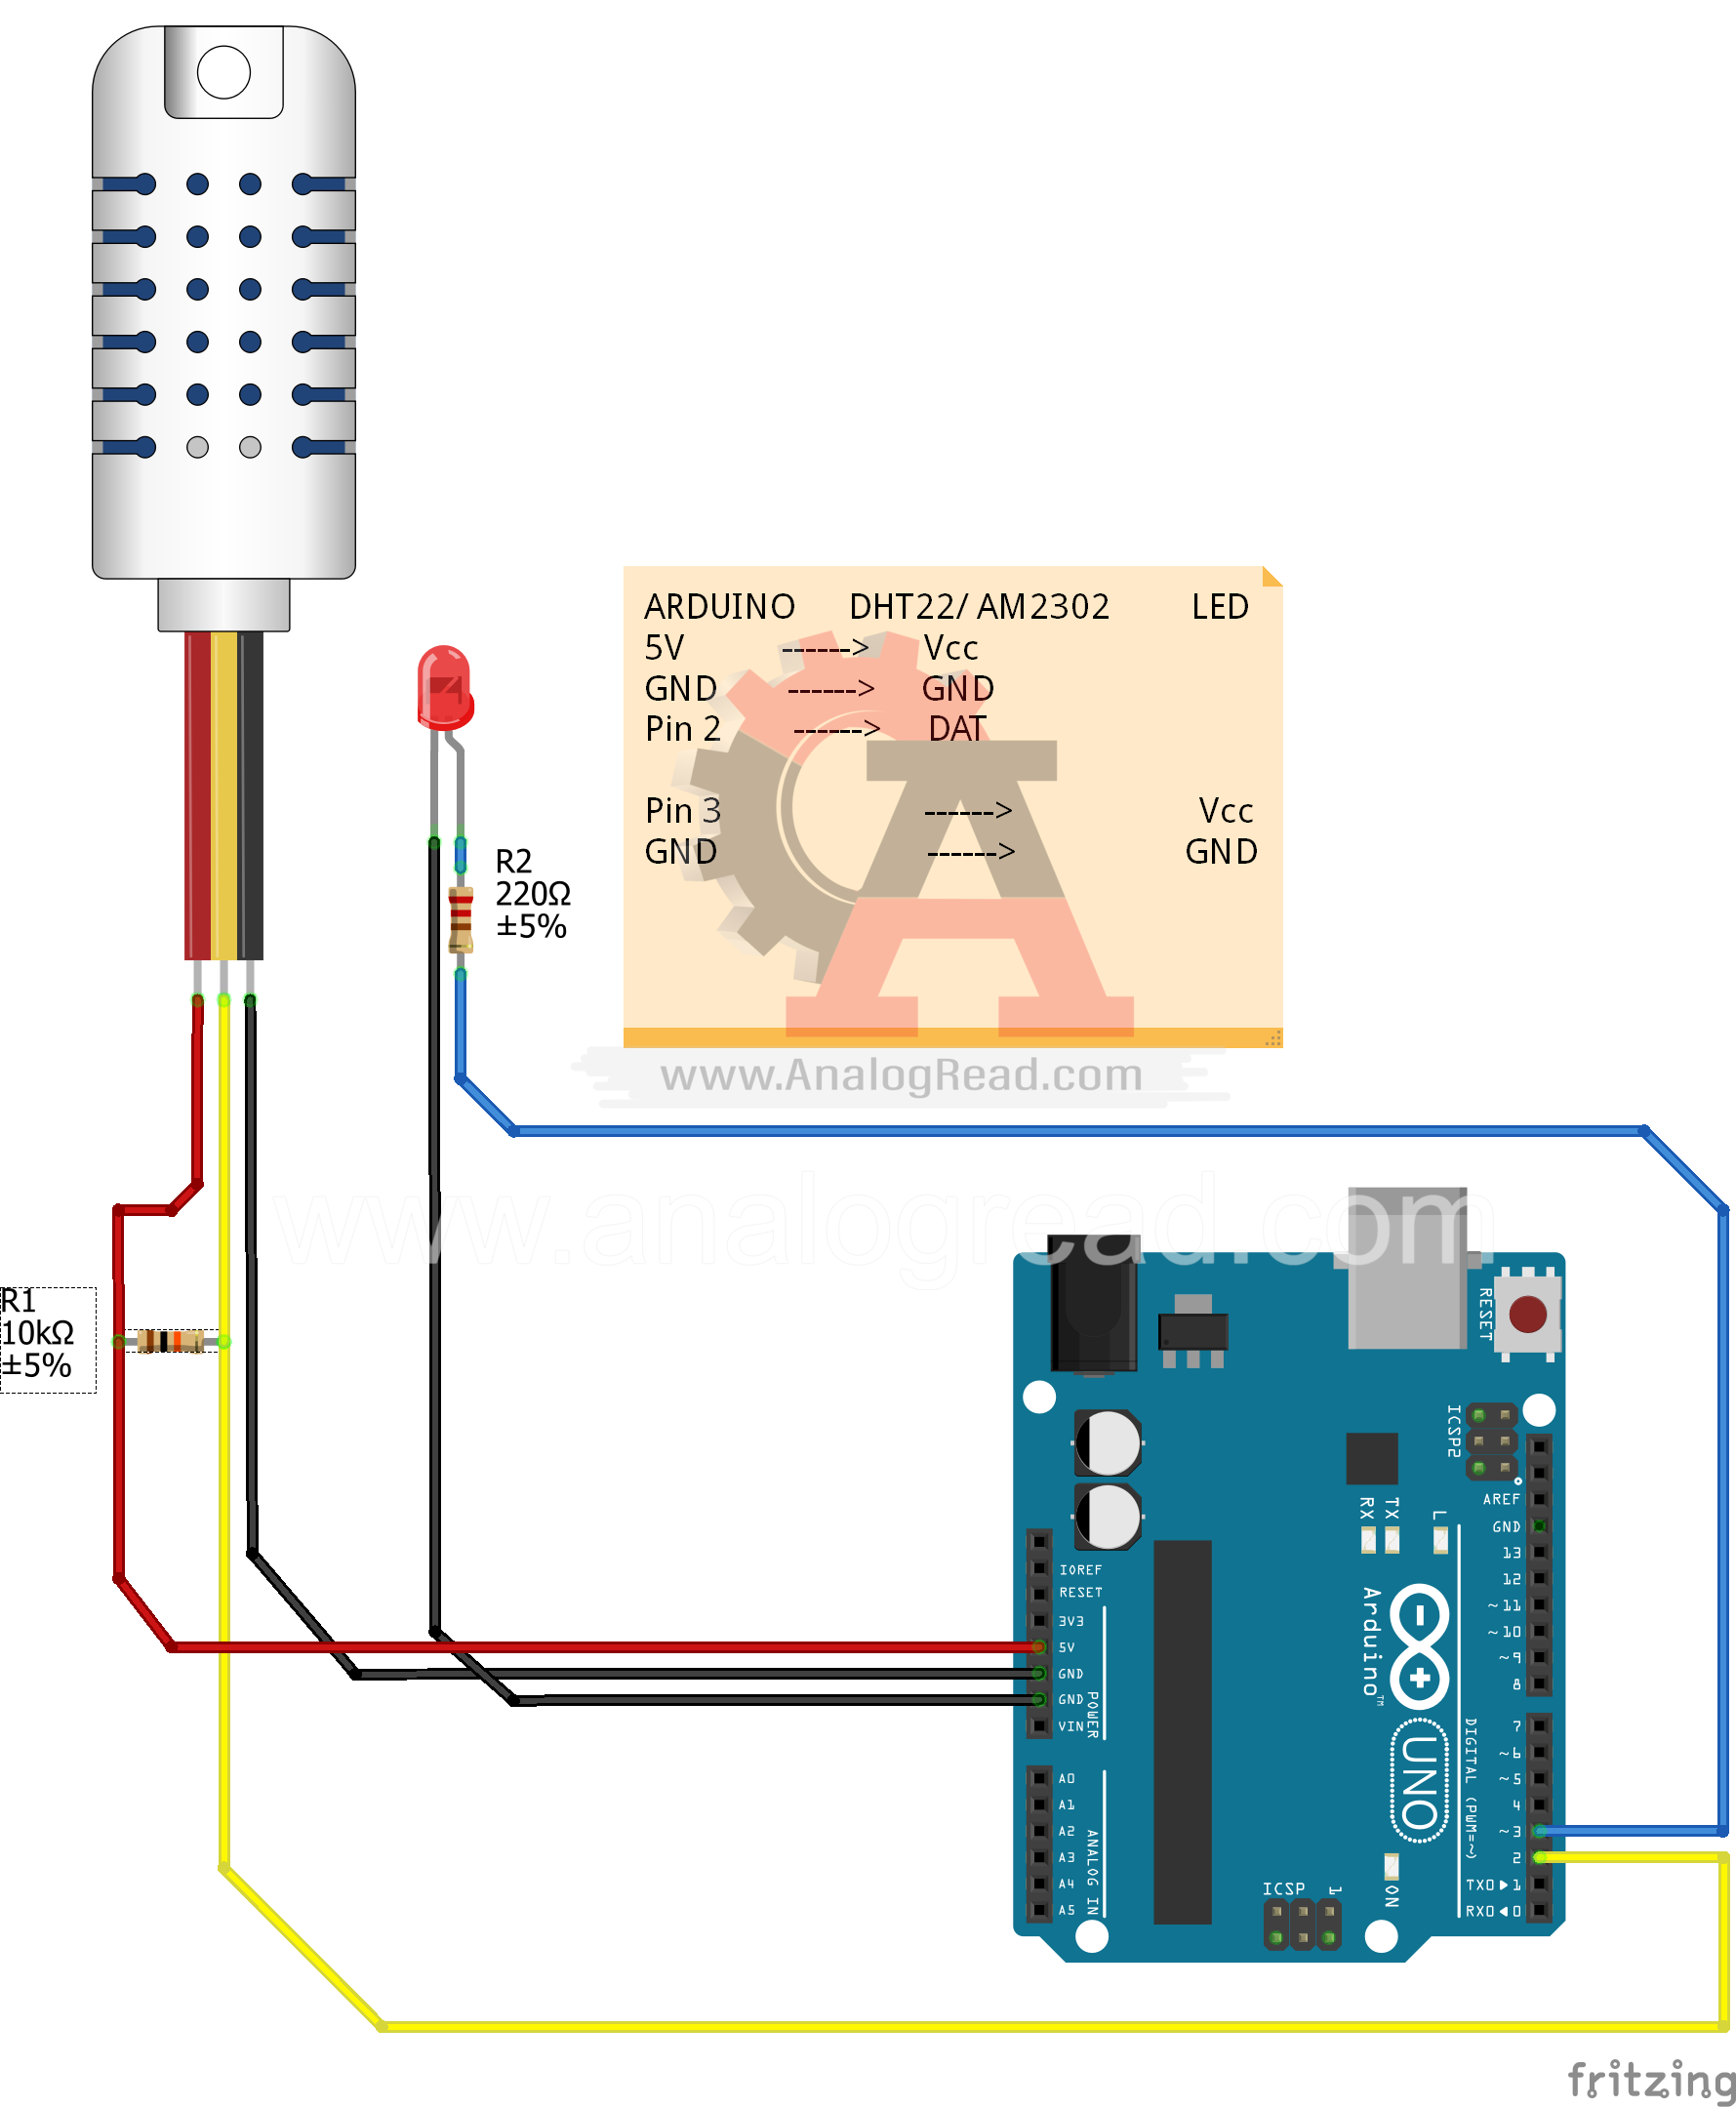 ARDUINO DHT22/ AM2302 LED
5V ------> Vcc
GND ------> GND
Pin 2 ------> DAT
Pin 3 ------> Vcc
GND ------> GND
R2
220Ω
±5%
www.AnalogRead.com
www.analogread.com
R1
10kΩ
±5%
RESET
ICSP2
AREF
GND
13
12
~11
~10
~9
8
7
~6
~5
4
~3
2
TX0▶1
RX0◀0
RX
TX
L
IOREF
RESET
3V3
5V
GND
GND
VIN
POWER
A0
A1
A2
A3
A4
A5
ANALOG IN
Arduino™
UNO
DIGITAL (PWM=~)
ICSP
1
ON
fritzing